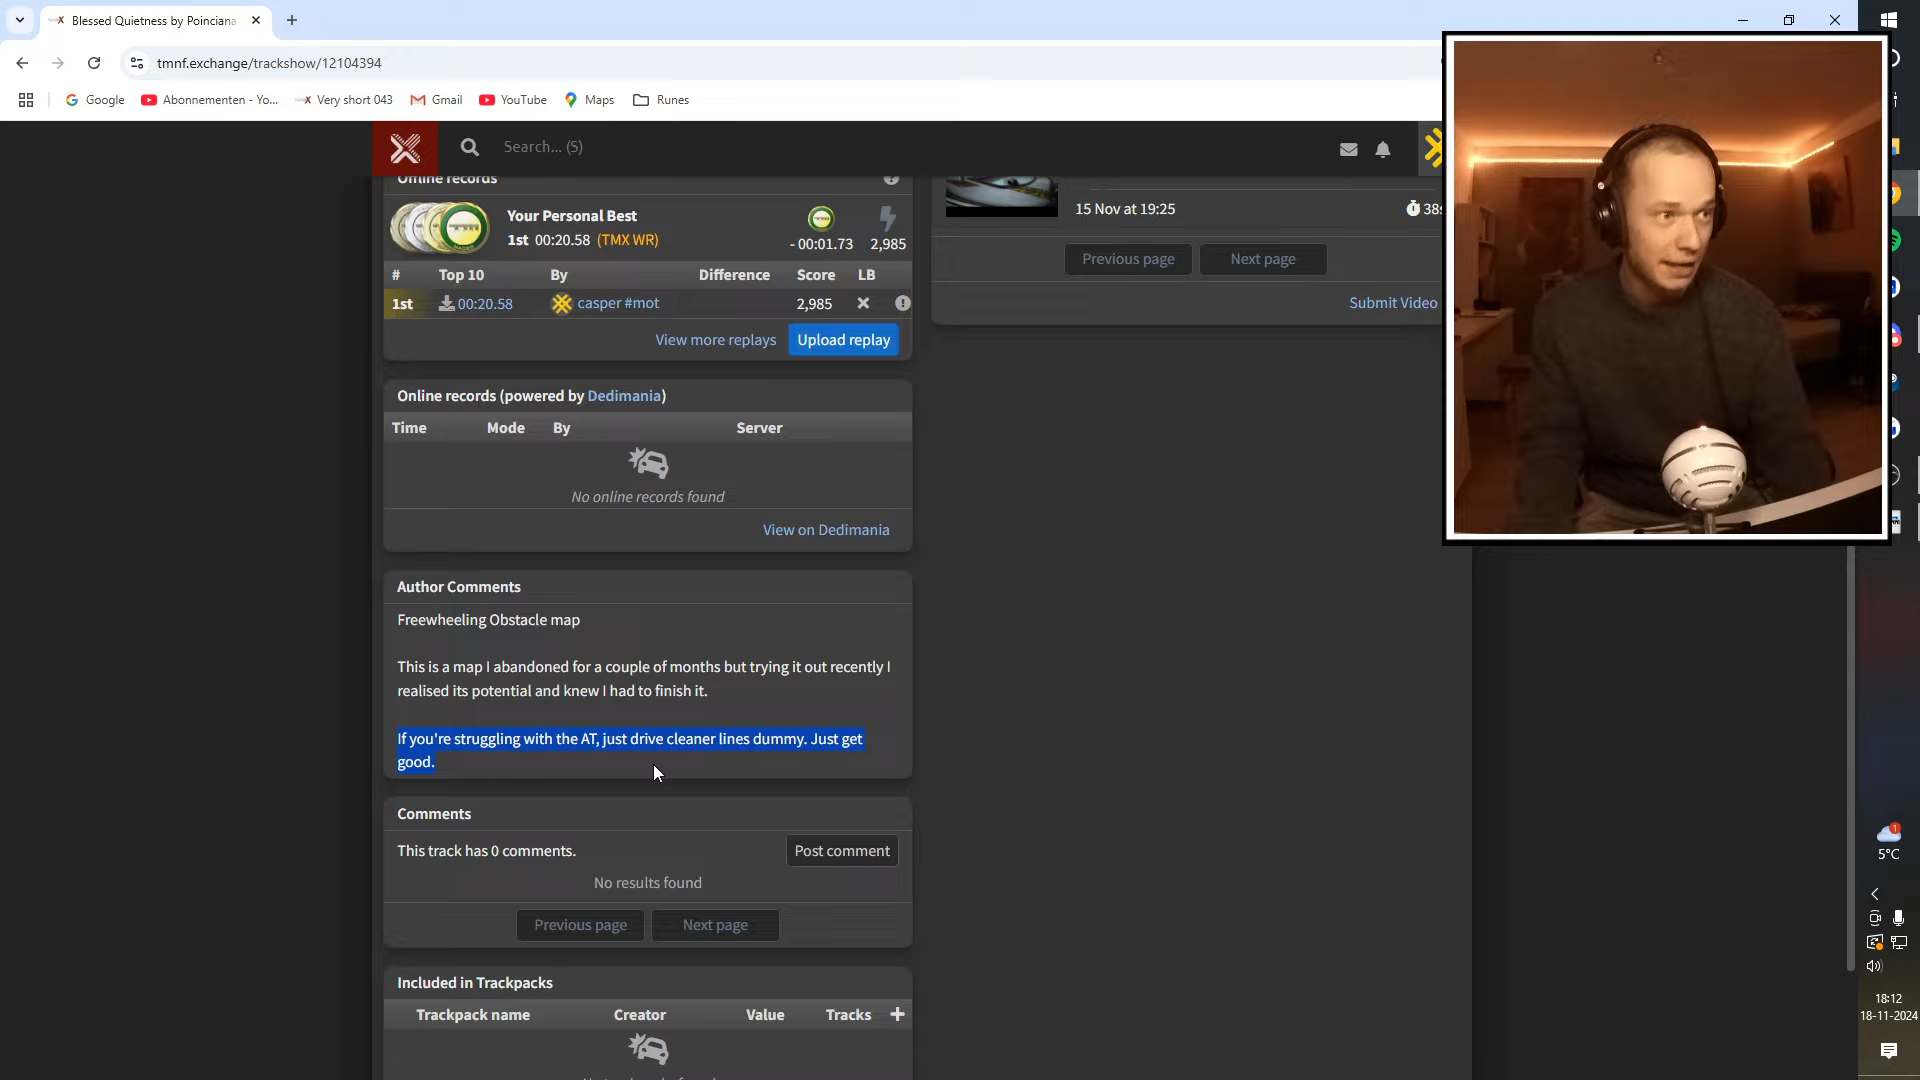 Blessed Quietness by Poinciana
tmnf.exchange/trackshow/12104394
Google
Abonnementen - Yo...
Very short 043
Gmail
YouTube
Maps
Runes
Search... (S)
Offline records
Your Personal Best
1st 00:20.58 (TMX WR)
- 00:01.73 2,985
# Top 10 By Difference Score LB
1st 00:20.58 casper #mot 2,985
View more replays Upload replay
15 Nov at 19:25
Previous page Next page
Submit Video
Online records (powered by Dedimania)
Time Mode By Server
No online records found
View on Dedimania
Author Comments
Freewheeling Obstacle map
This is a map I abandoned for a couple of months but trying it out recently I
realised its potential and knew I had to finish it.
If you're struggling with the AT, just drive cleaner lines dummy. Just get
good.
Comments
This track has 0 comments. Post comment
No results found
Previous page Next page
Included in Trackpacks
Trackpack name Creator Value Tracks
1
5°C
18:12
18-11-2024